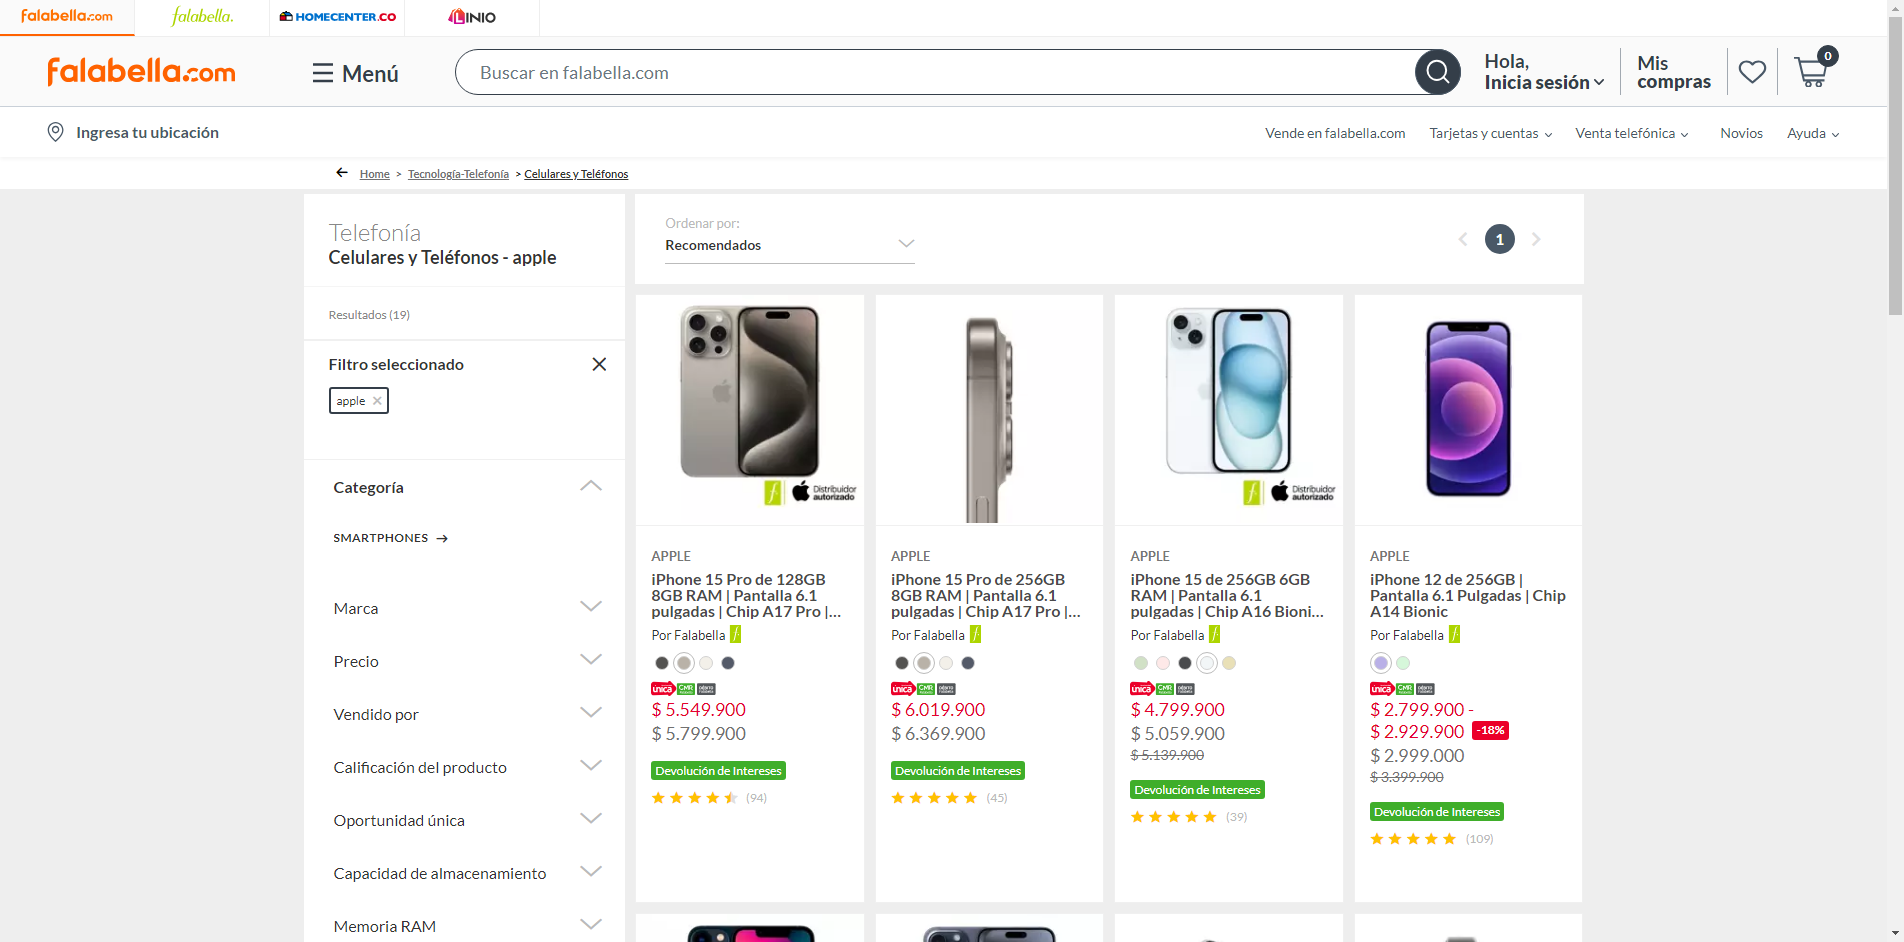 falabella.com
falabella.
HOMECENTER.CO
LINIO
falabella.com
Menú
Buscar en falabella.com
Hola,
Inicia sesión
Mis
compras
0
Ingresa tu ubicación
Vende en falabella.com
Tarjetas y cuentas
Venta telefónica
Novios
Ayuda
Home > Tecnología-Telefonía > Celulares y Teléfonos
Telefonía
Celulares y Teléfonos - apple
Resultados (19)
Filtro seleccionado
apple
Categoría
SMARTPHONES
Marca
Precio
Vendido por
Calificación del producto
Oportunidad única
Capacidad de almacenamiento
Memoria RAM
Ordenar por:
Recomendados
1
Distribuidor
autorizado
APPLE
iPhone 15 Pro de 128GB
8GB RAM | Pantalla 6.1
pulgadas | Chip A17 Pro |...
Por Falabella
única CMR
$ 5.549.900
$ 5.799.900
Devolución de Intereses
(94)
APPLE
iPhone 15 Pro de 256GB
8GB RAM | Pantalla 6.1
pulgadas | Chip A17 Pro |...
Por Falabella
única CMR
$ 6.019.900
$ 6.369.900
Devolución de Intereses
(45)
Distribuidor
autorizado
APPLE
iPhone 15 de 256GB 6GB
RAM | Pantalla 6.1
pulgadas | Chip A16 Bioni...
Por Falabella
única CMR
$ 4.799.900
$ 5.059.900
$ 5.139.900
Devolución de Intereses
(39)
APPLE
iPhone 12 de 256GB |
Pantalla 6.1 Pulgadas | Chip
A14 Bionic
Por Falabella
única CMR
$ 2.799.900 -
$ 2.929.900 -18%
$ 2.999.000
$ 3.399.900
Devolución de Intereses
(109)